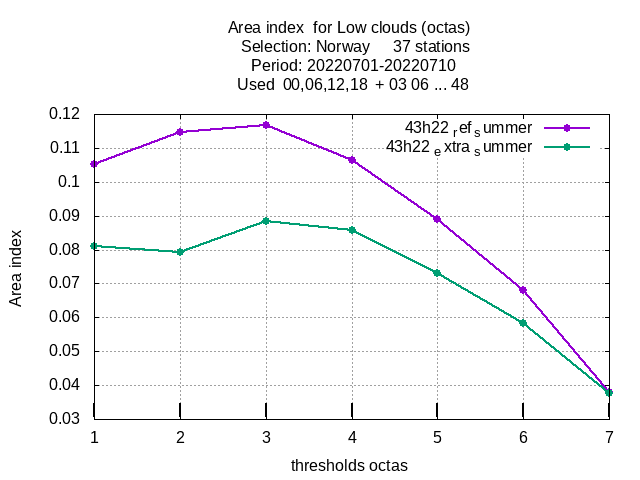 Area index for Low clouds (octas)
Selection: Norway 37 stations
Period: 20220701-20220710
Used 00,06,12,18 + 03 06 ... 48
0.12
43h22 ref summer
43h22 extra summer
0.11
0.1
0.09
0.08
0.07
0.06
0.05
0.04
0.03
Area index
1 2 3 4 5 6 7
thresholds octas